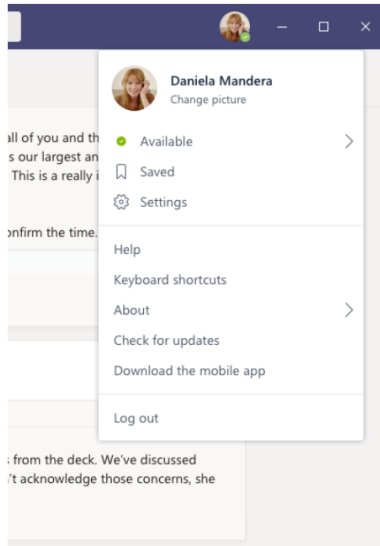 Daniela Mandera
Change picture
all of you and th
Available
s our largest an
This is a really i
Saved
Settings
onfirm the time.
Help
Keyboard shortcuts
About
Check for updates
Download the mobile app
Log out
s from the deck. We've discussed
't acknowledge those concerns, she